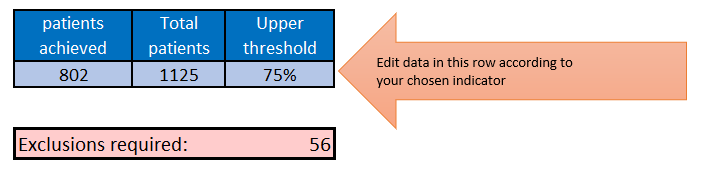 patients achieved Total patients Upper threshold
802 1125 75%
Edit data in this row according to
your chosen indicator
Exclusions required: 56